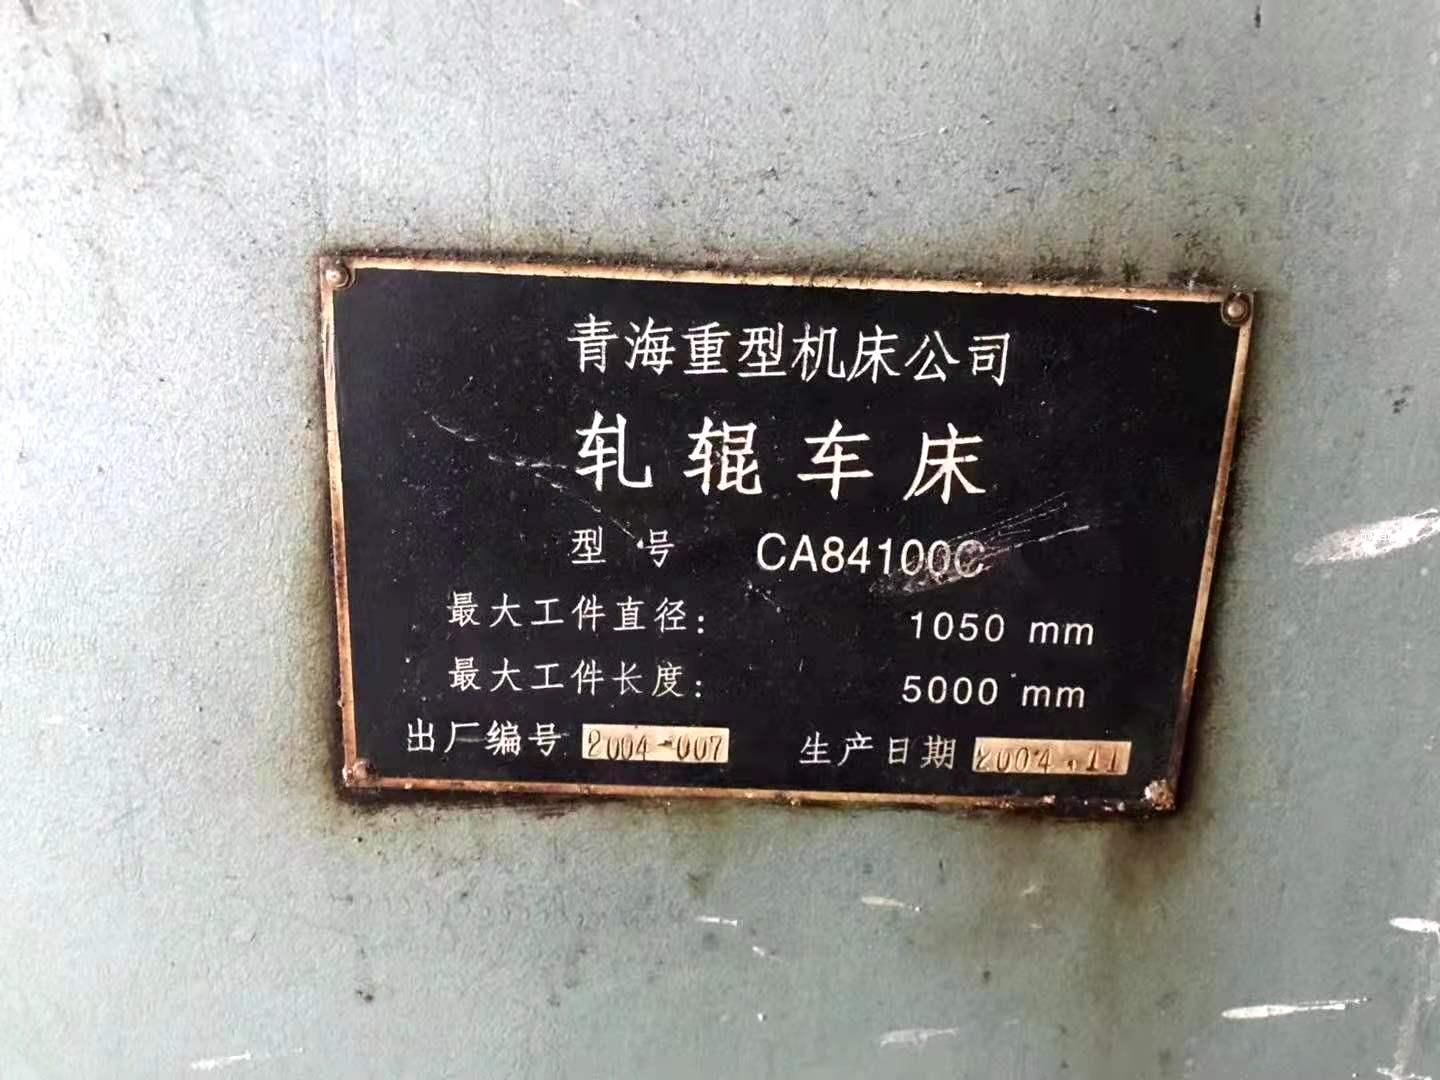 青海重型机床公司
轧辊车床
型号 CA84100C
最大工件直径: 1050 mm
最大工件长度: 5000 mm
出厂编号 2004-007 生产日期 2004.11